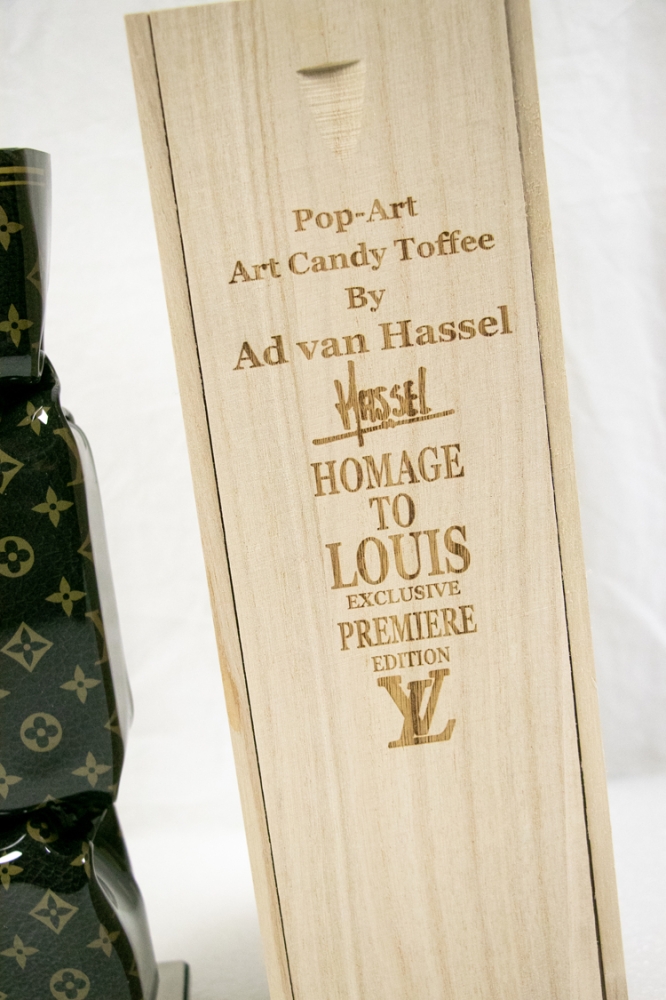 Pop-Art
Art Candy Toffee
By
Ad van Hassel
HASSEL
HOMAGE
TO
LOUIS
EXCLUSIVE
PREMIERE
EDITION
LV